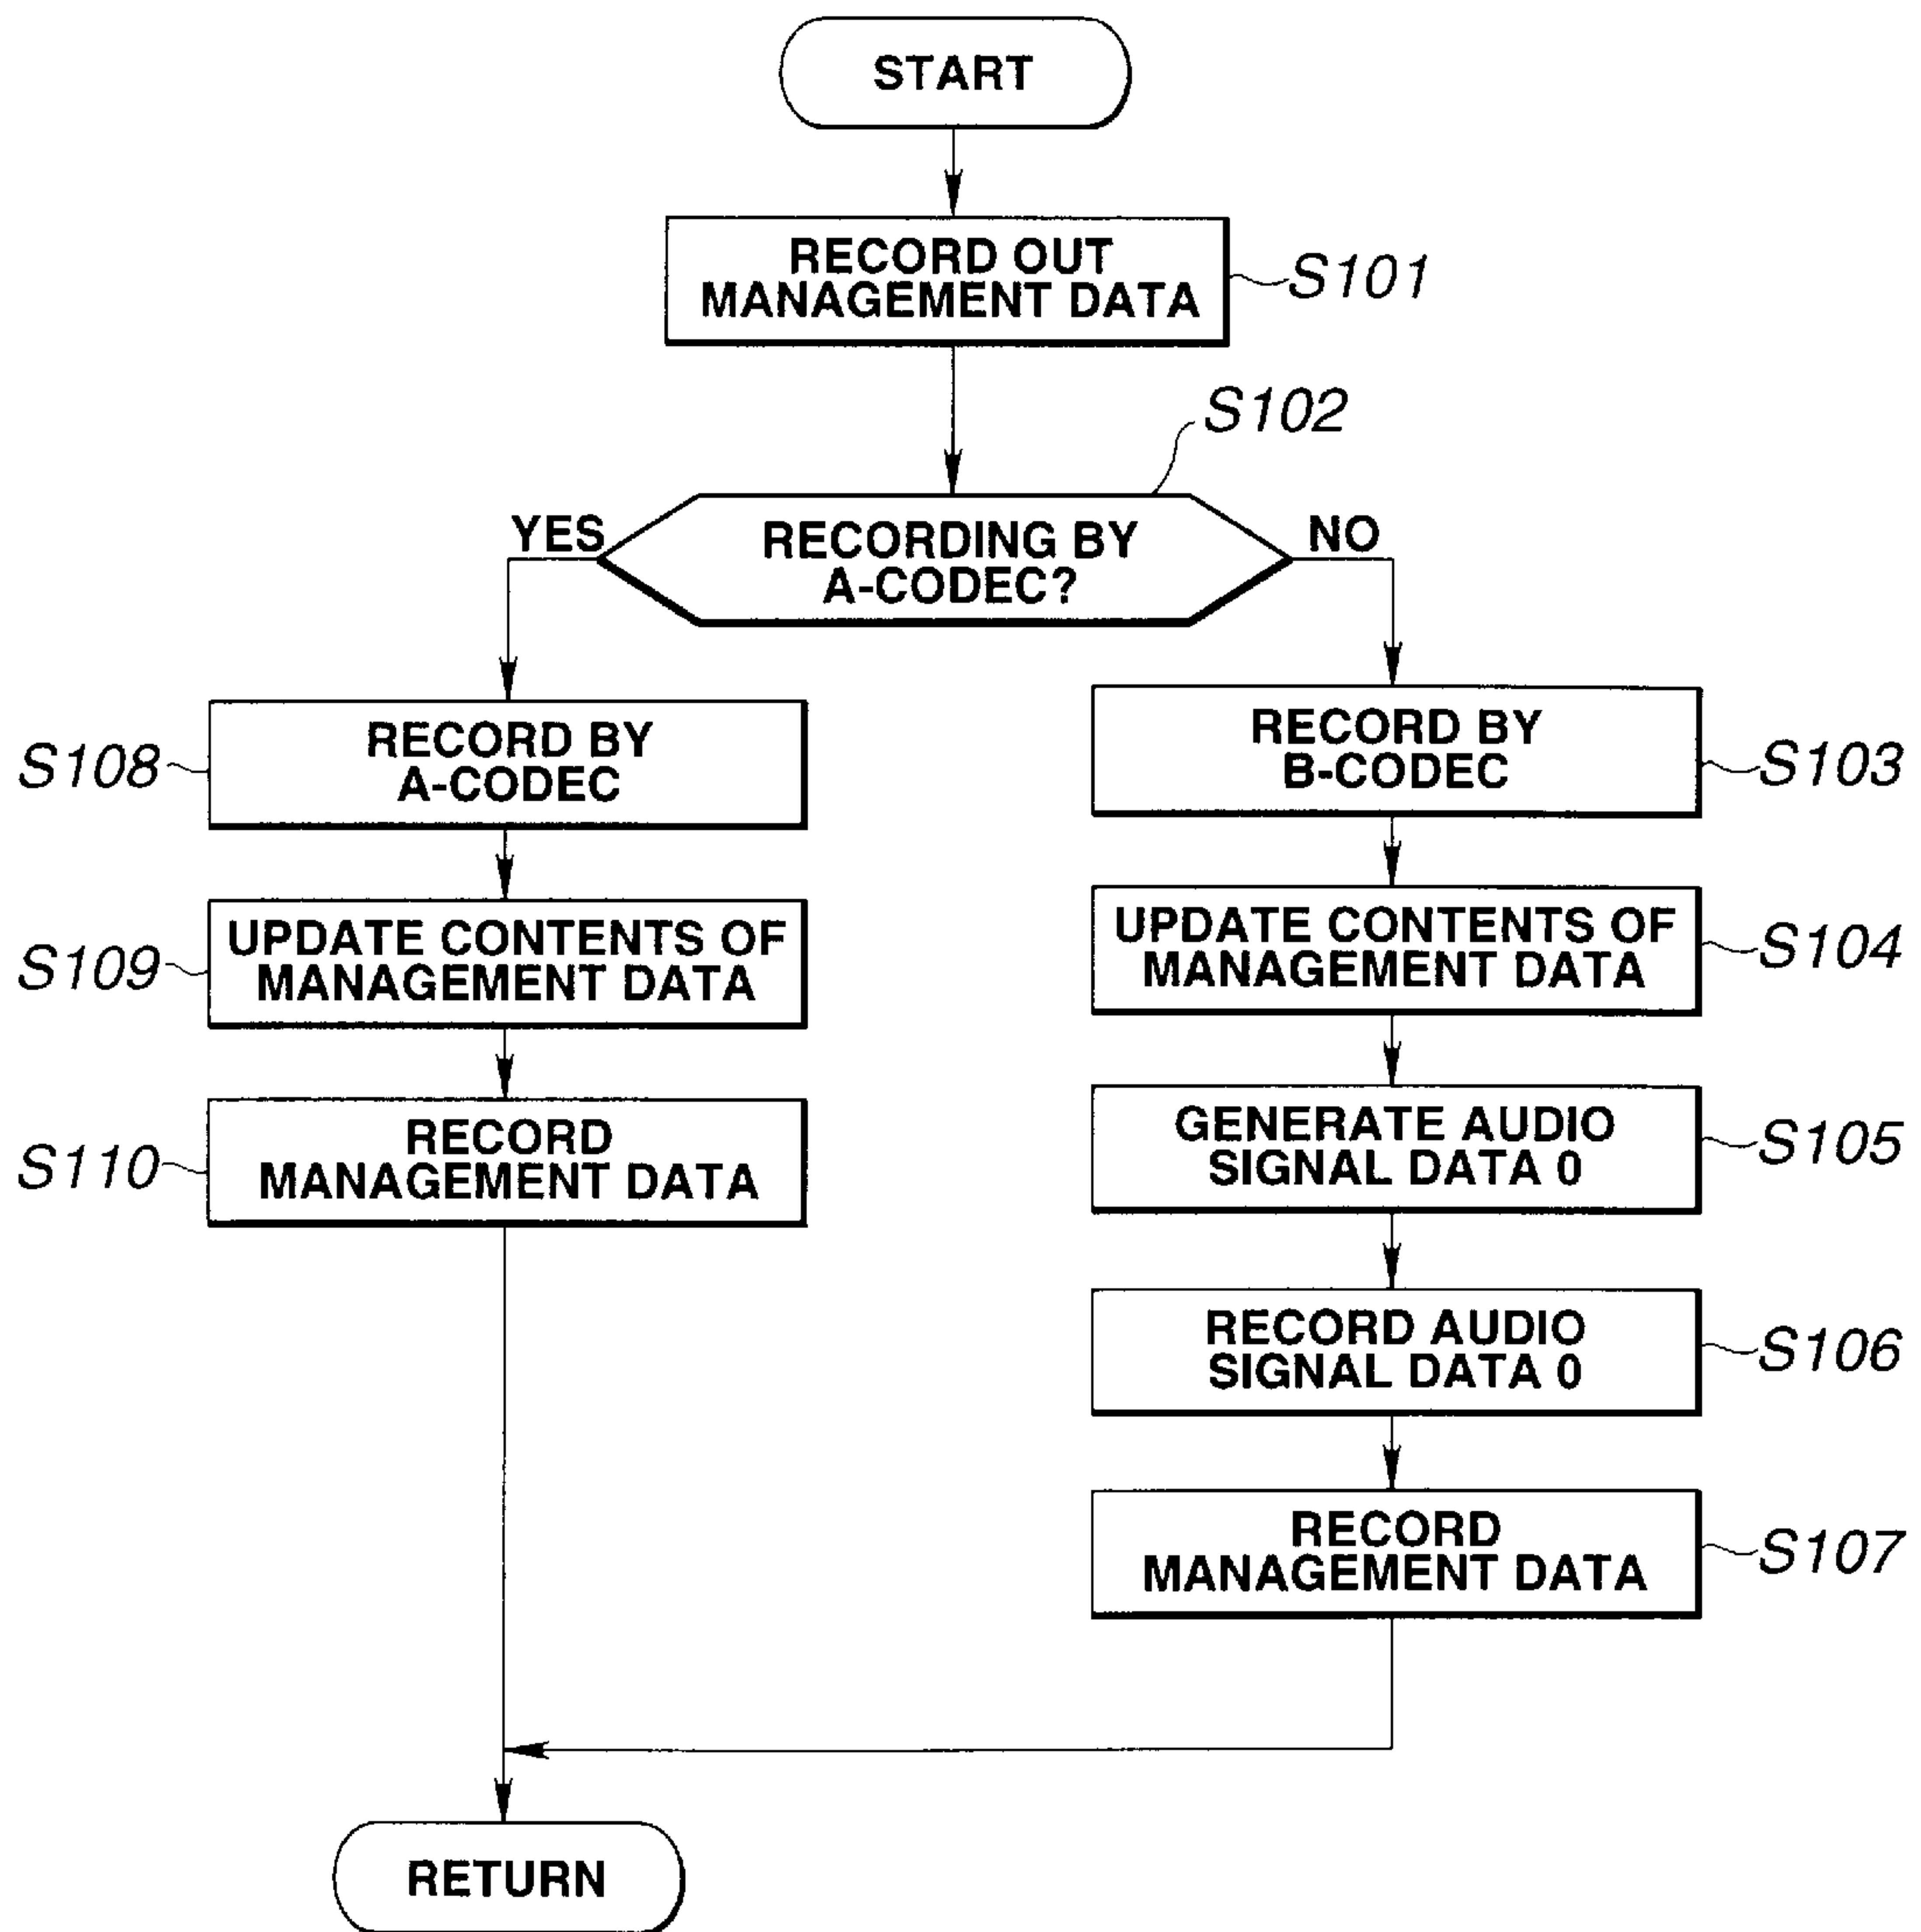 START
RECORD OUT
MANAGEMENT DATA
S101
S102
YES
RECORDING BY
A-CODEC?
NO
S108
RECORD BY
A-CODEC
RECORD BY
B-CODEC
S103
S109
UPDATE CONTENTS OF
MANAGEMENT DATA
UPDATE CONTENTS OF
MANAGEMENT DATA
S104
S110
RECORD
MANAGEMENT DATA
GENERATE AUDIO
SIGNAL DATA 0
S105
RECORD AUDIO
SIGNAL DATA 0
S106
RECORD
MANAGEMENT DATA
S107
RETURN